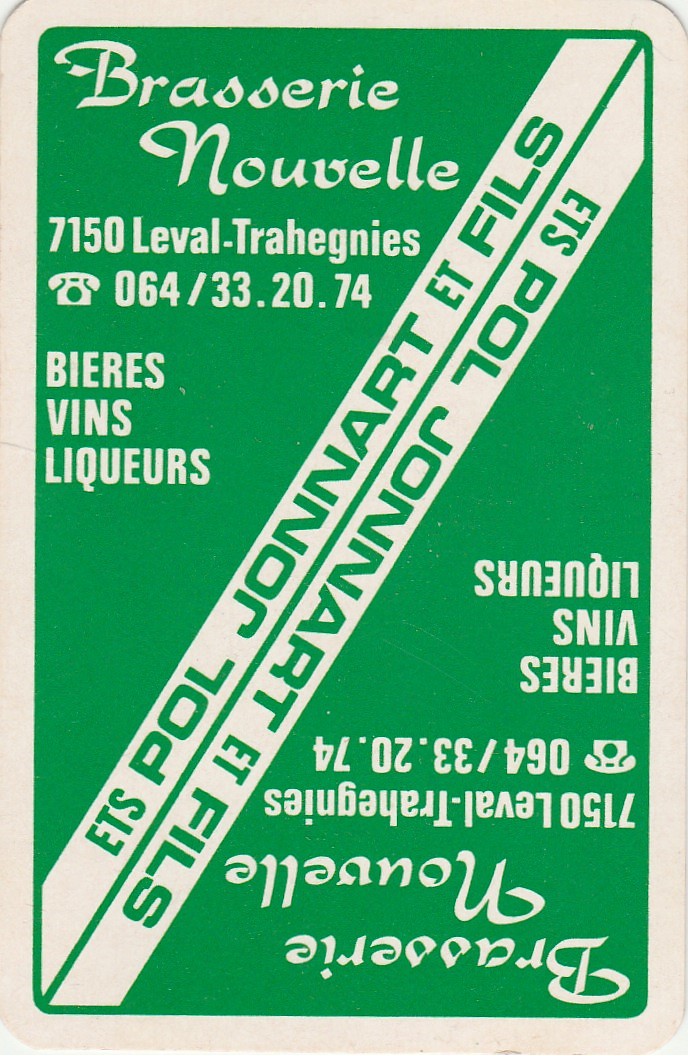 Brasserie
Nouvelle
7150 Leval-Trahegnies
☎ 064/33.20.74
BIERES
VINS
LIQUEURS
ETS POL JONNART ET FILS
ETS POL JONNART ET FILS
Brasserie
Nouvelle
7150 Leval-Trahegnies
☎ 064/33.20.74
BIERES
VINS
LIQUEURS